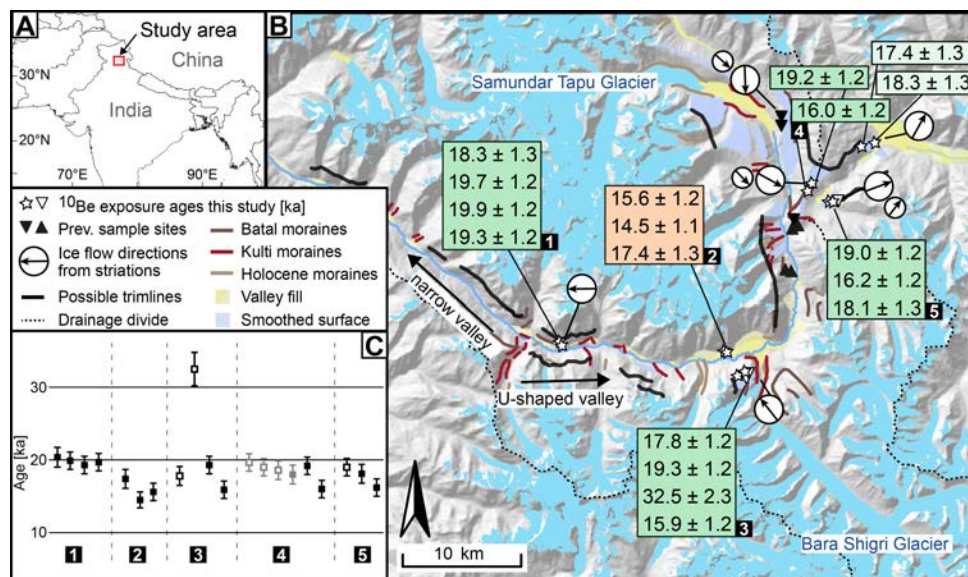 A
Study area
China
India
30°N
20°N
70°E
90°E
10Be exposure ages this study [ka]
Prev. sample sites
Ice flow directions
from striations
Possible trimlines
Drainage divide
Batal moraines
Kulti moraines
Holocene moraines
Valley fill
Smoothed surface
C
Age [ka]
30
20
10
1
2
3
4
5
B
Samundar Tapu Glacier
17.4 ± 1.3
18.3 ± 1.3
19.2 ± 1.2
16.0 ± 1.2
4
18.3 ± 1.3
19.7 ± 1.2
19.9 ± 1.2
19.3 ± 1.2
1
15.6 ± 1.2
14.5 ± 1.1
17.4 ± 1.3
2
19.0 ± 1.2
16.2 ± 1.2
18.1 ± 1.3
5
narrow valley
U-shaped valley
17.8 ± 1.2
19.3 ± 1.2
32.5 ± 2.3
15.9 ± 1.2
3
10 km
Bara Shigri Glacier